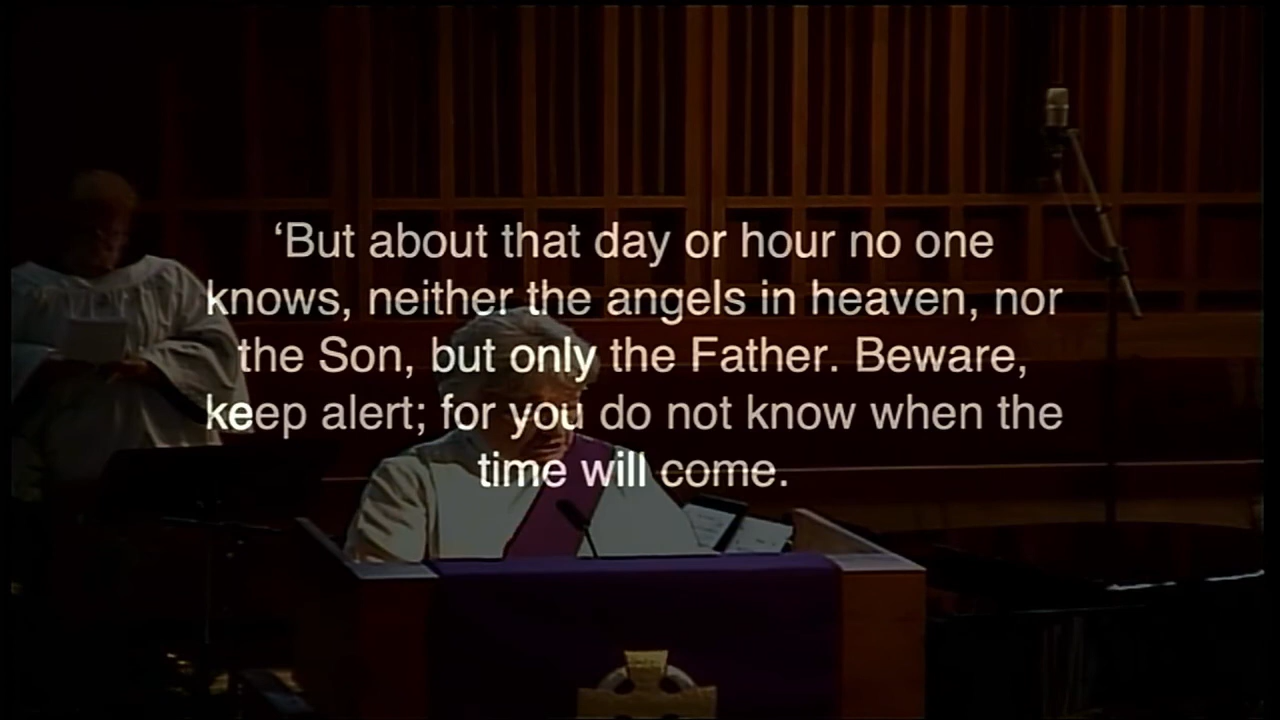 ‘But about that day or hour no one
knows, neither the angels in heaven, nor
the Son, but only the Father. Beware,
keep alert; for you do not know when the
time will come.